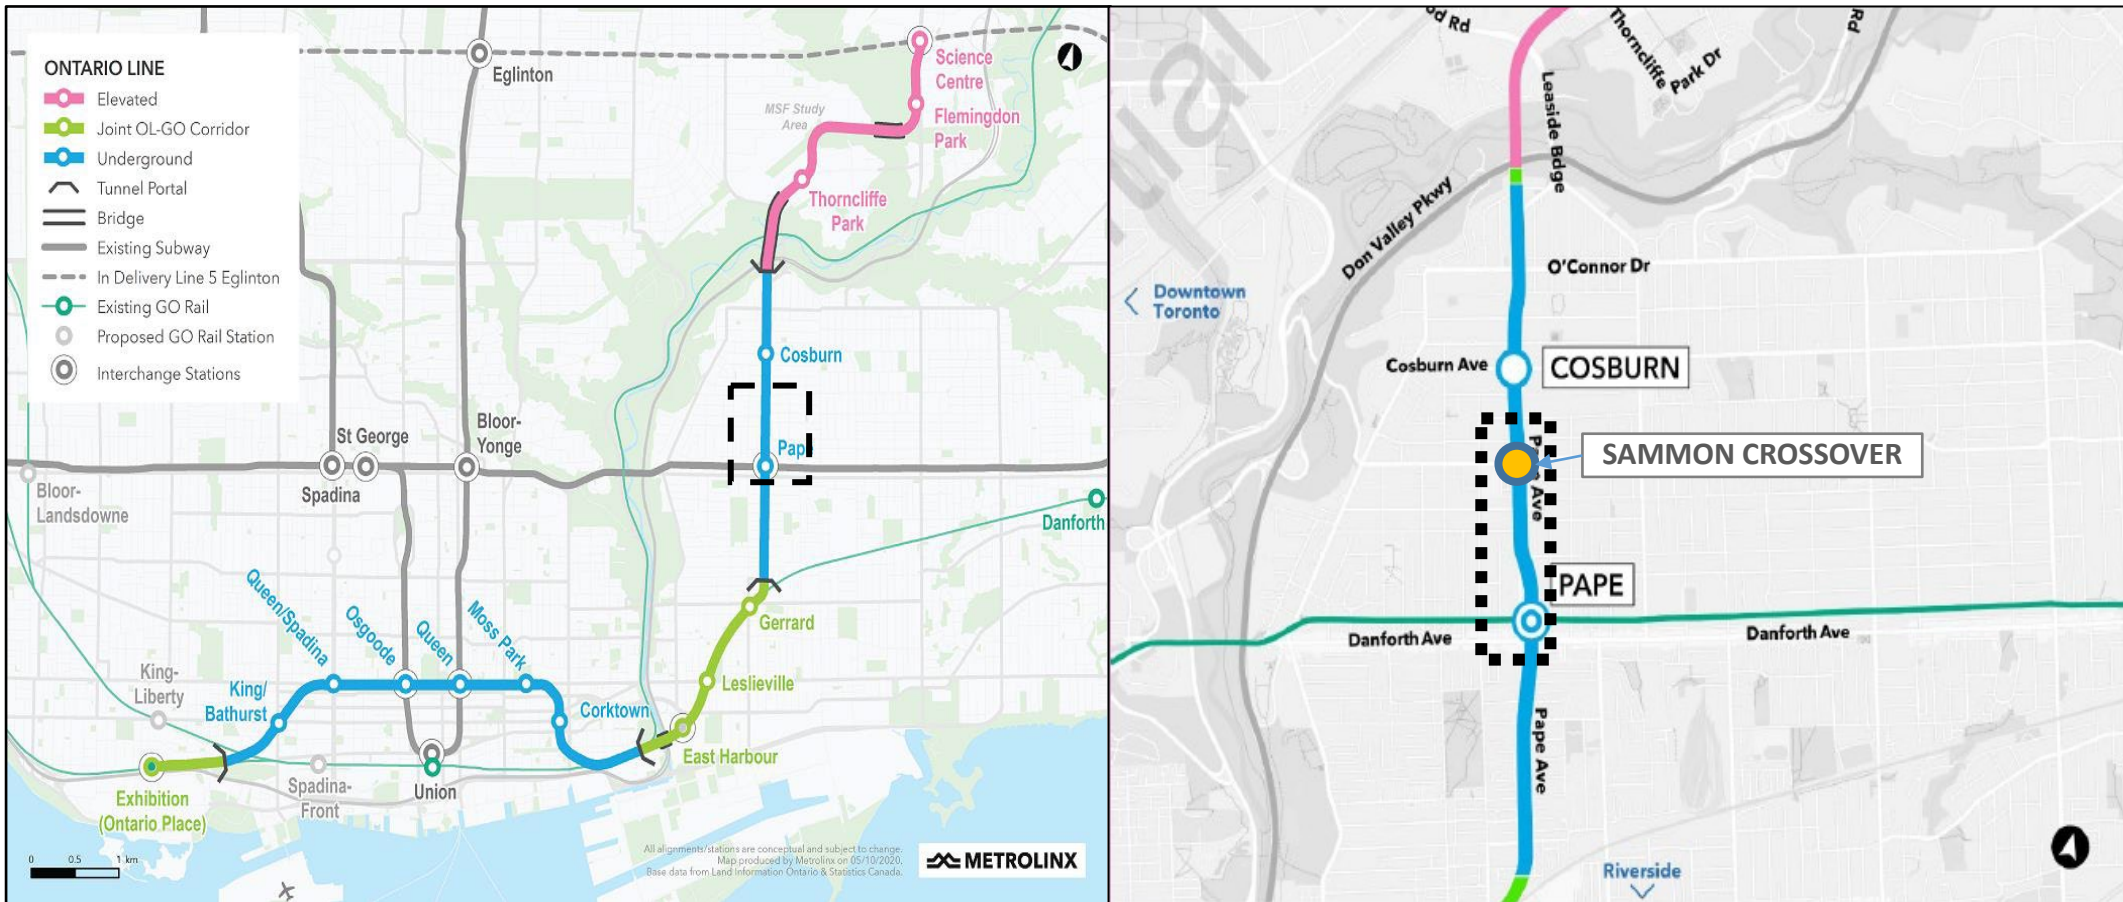 ONTARIO LINE
Elevated
Joint OL-GO Corridor
Underground
Tunnel Portal
Bridge
Existing Subway
In Delivery Line 5 Eglinton
Existing GO Rail
Proposed GO Rail Station
Interchange Stations
Eglinton
Science
Centre
MSF Study
Area
Flemingdon
Park
Thorncliffe
Park
Cosburn
Pape
St George
Bloor-
Yonge
Spadina
Bloor-
Landsdowne
Danforth
Queen/Spadina
Osgoode
Queen
Moss Park
Gerrard
King-
Liberty
King/
Bathurst
Leslieville
Corktown
East Harbour
Exhibition
(Ontario Place)
Spadina-
Front
Union
0 0.5 1 km
All alignments/stations are conceptual and subject to change.
Map produced by Metrolinx on 05/10/2020.
Base data from Land Information Ontario & Statistics Canada.
METROLINX
od Rd
Thorncliffe
Park Dr
Rd
Leaside Bdge
Don Valley Pkwy
O'Connor Dr
Downtown
Toronto
Cosburn Ave
COSBURN
SAMMON CROSSOVER
Pape Ave
PAPE
Danforth Ave
Danforth Ave
Pape Ave
Riverside